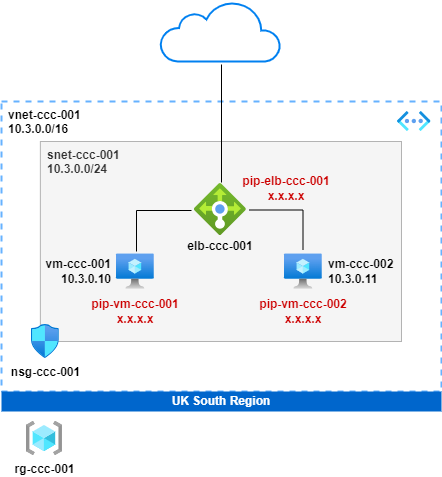 vnet-ccc-001
10.3.0.0/16
snet-ccc-001
10.3.0.0/24
pip-elb-ccc-001
x.x.x.x
elb-ccc-001
vm-ccc-001
10.3.0.10
pip-vm-ccc-001
x.x.x.x
vm-ccc-002
10.3.0.11
pip-vm-ccc-002
x.x.x.x
nsg-ccc-001
UK South Region
rg-ccc-001